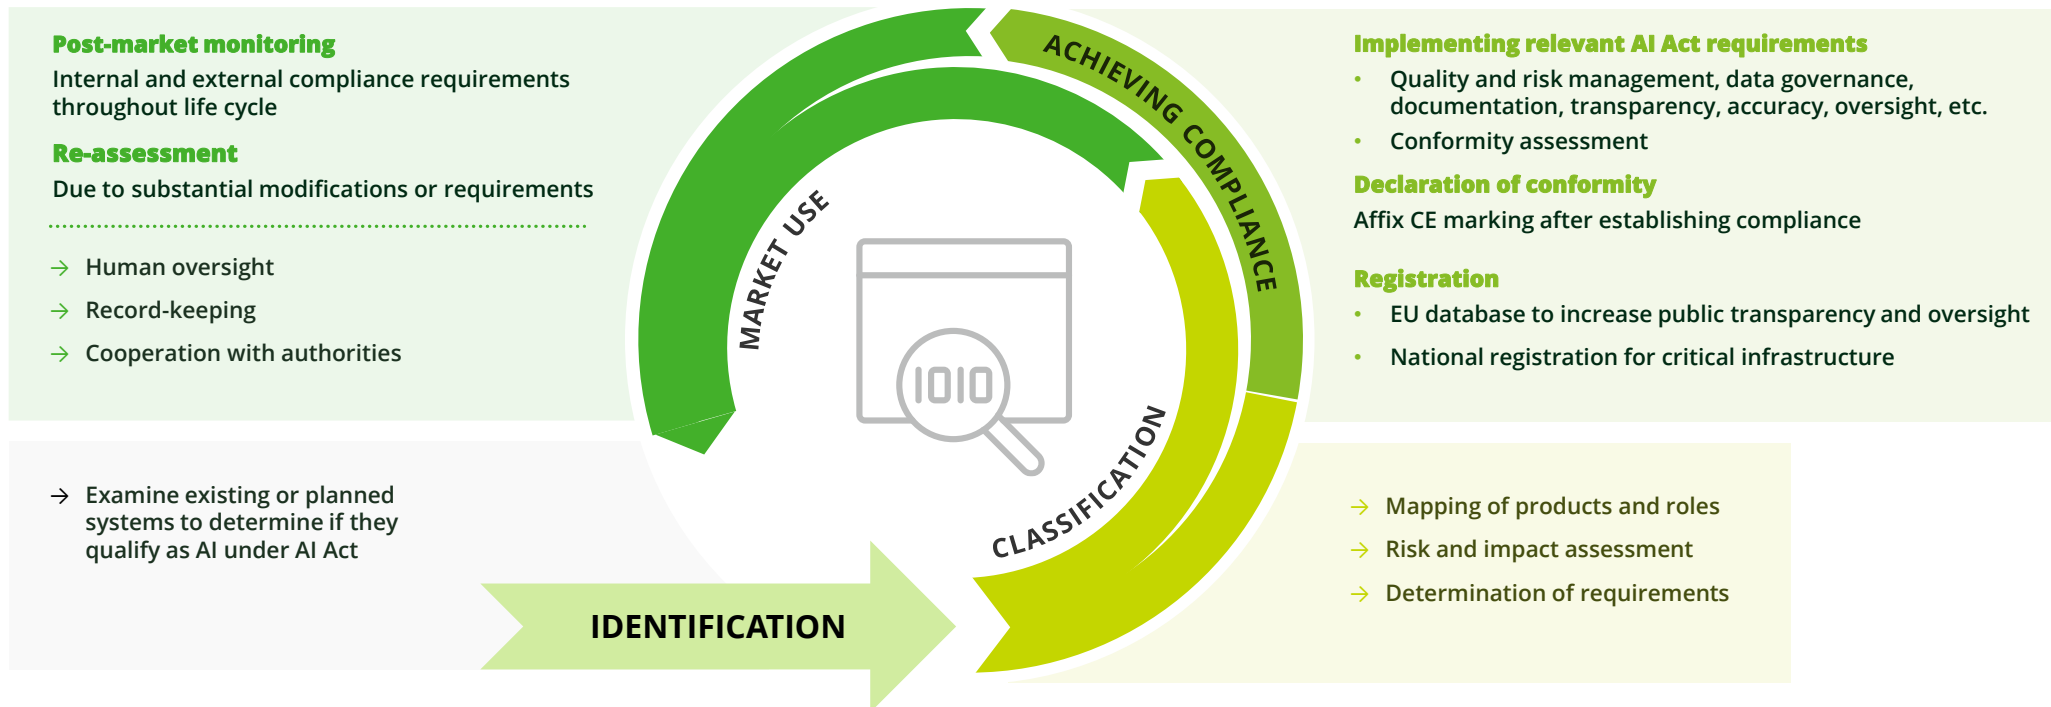 Post-market monitoring
Internal and external compliance requirements
throughout life cycle
Re-assessment
Due to substantial modifications or requirements
→ Human oversight
→ Record-keeping
→ Cooperation with authorities
→ Examine existing or planned
systems to determine if they
qualify as AI under AI Act
IDENTIFICATION
MARKET USE
1010
CLASSIFICATION
ACHIEVING COMPLIANCE
Implementing relevant AI Act requirements
• Quality and risk management, data governance,
documentation, transparency, accuracy, oversight, etc.
• Conformity assessment
Declaration of conformity
Affix CE marking after establishing compliance
Registration
• EU database to increase public transparency and oversight
• National registration for critical infrastructure
→ Mapping of products and roles
→ Risk and impact assessment
→ Determination of requirements